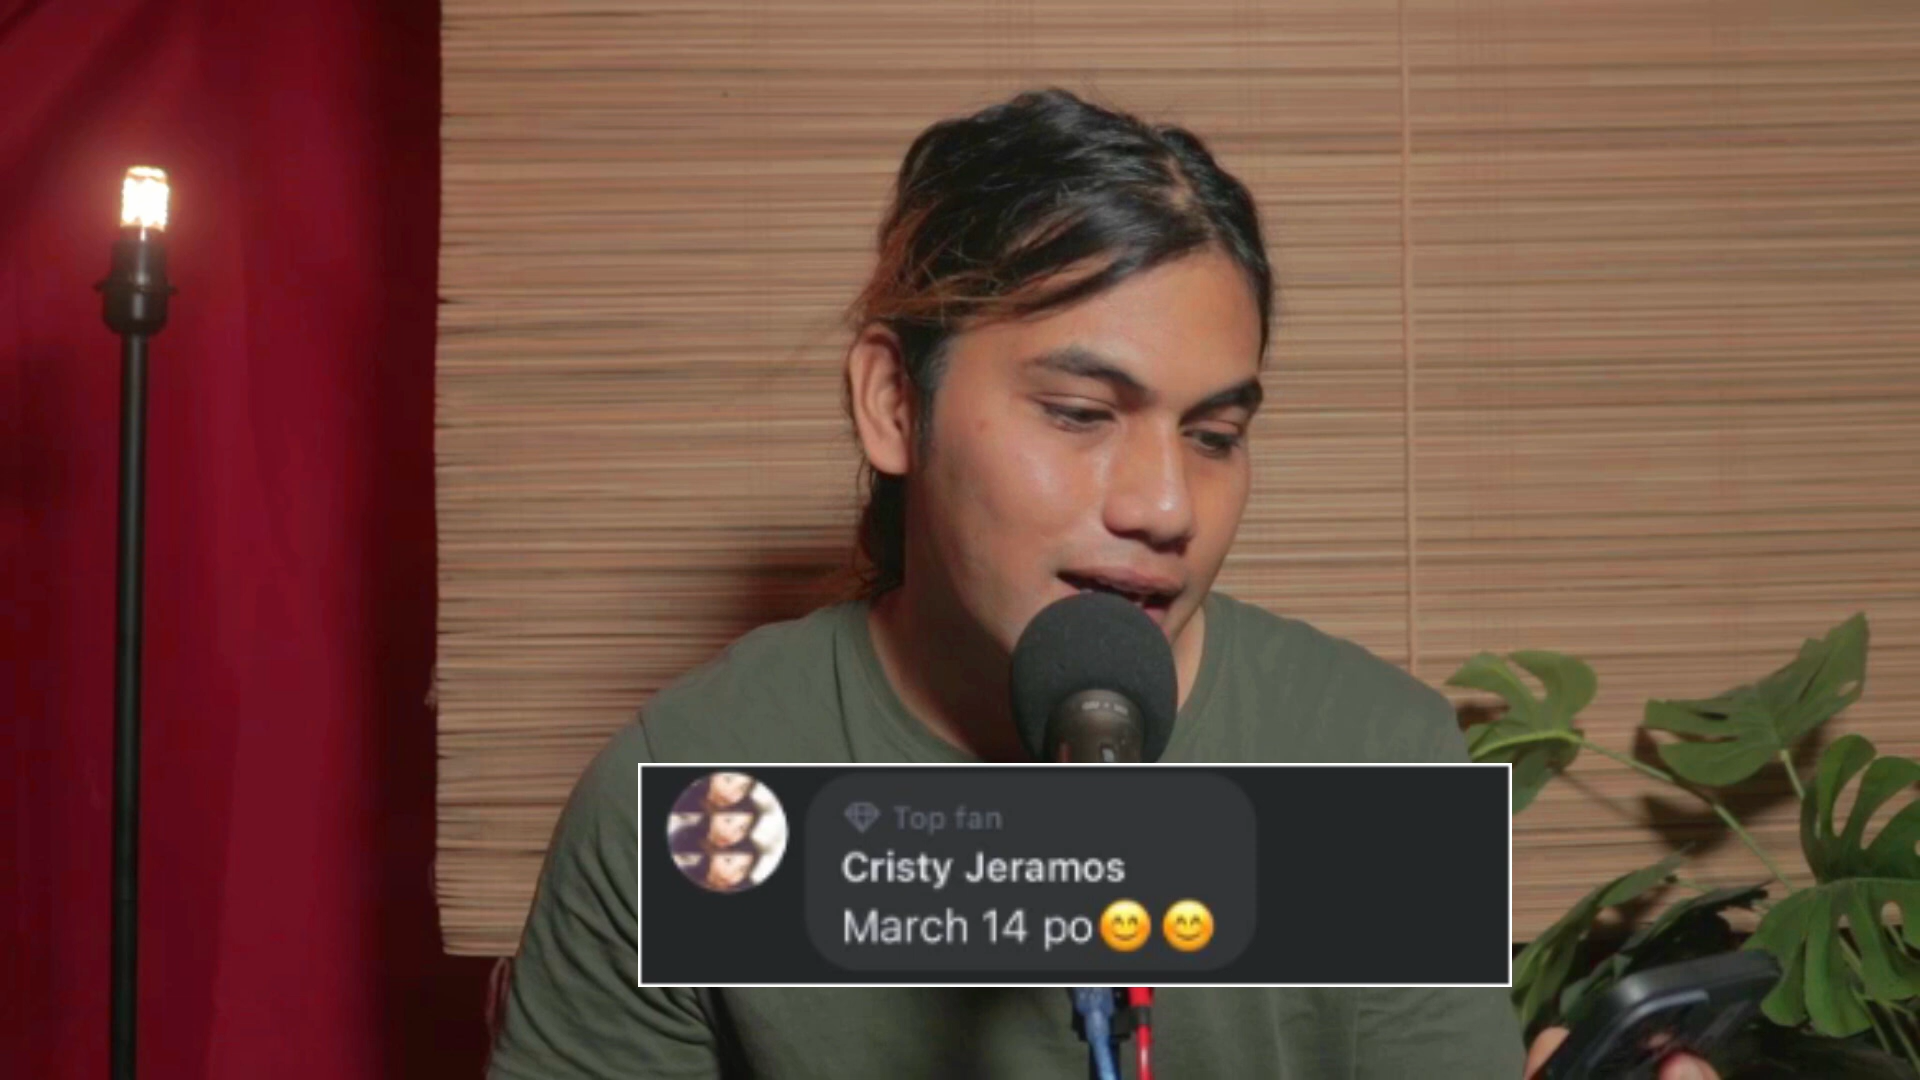 Top fan
Cristy Jeramos
March 14 po😊 😊